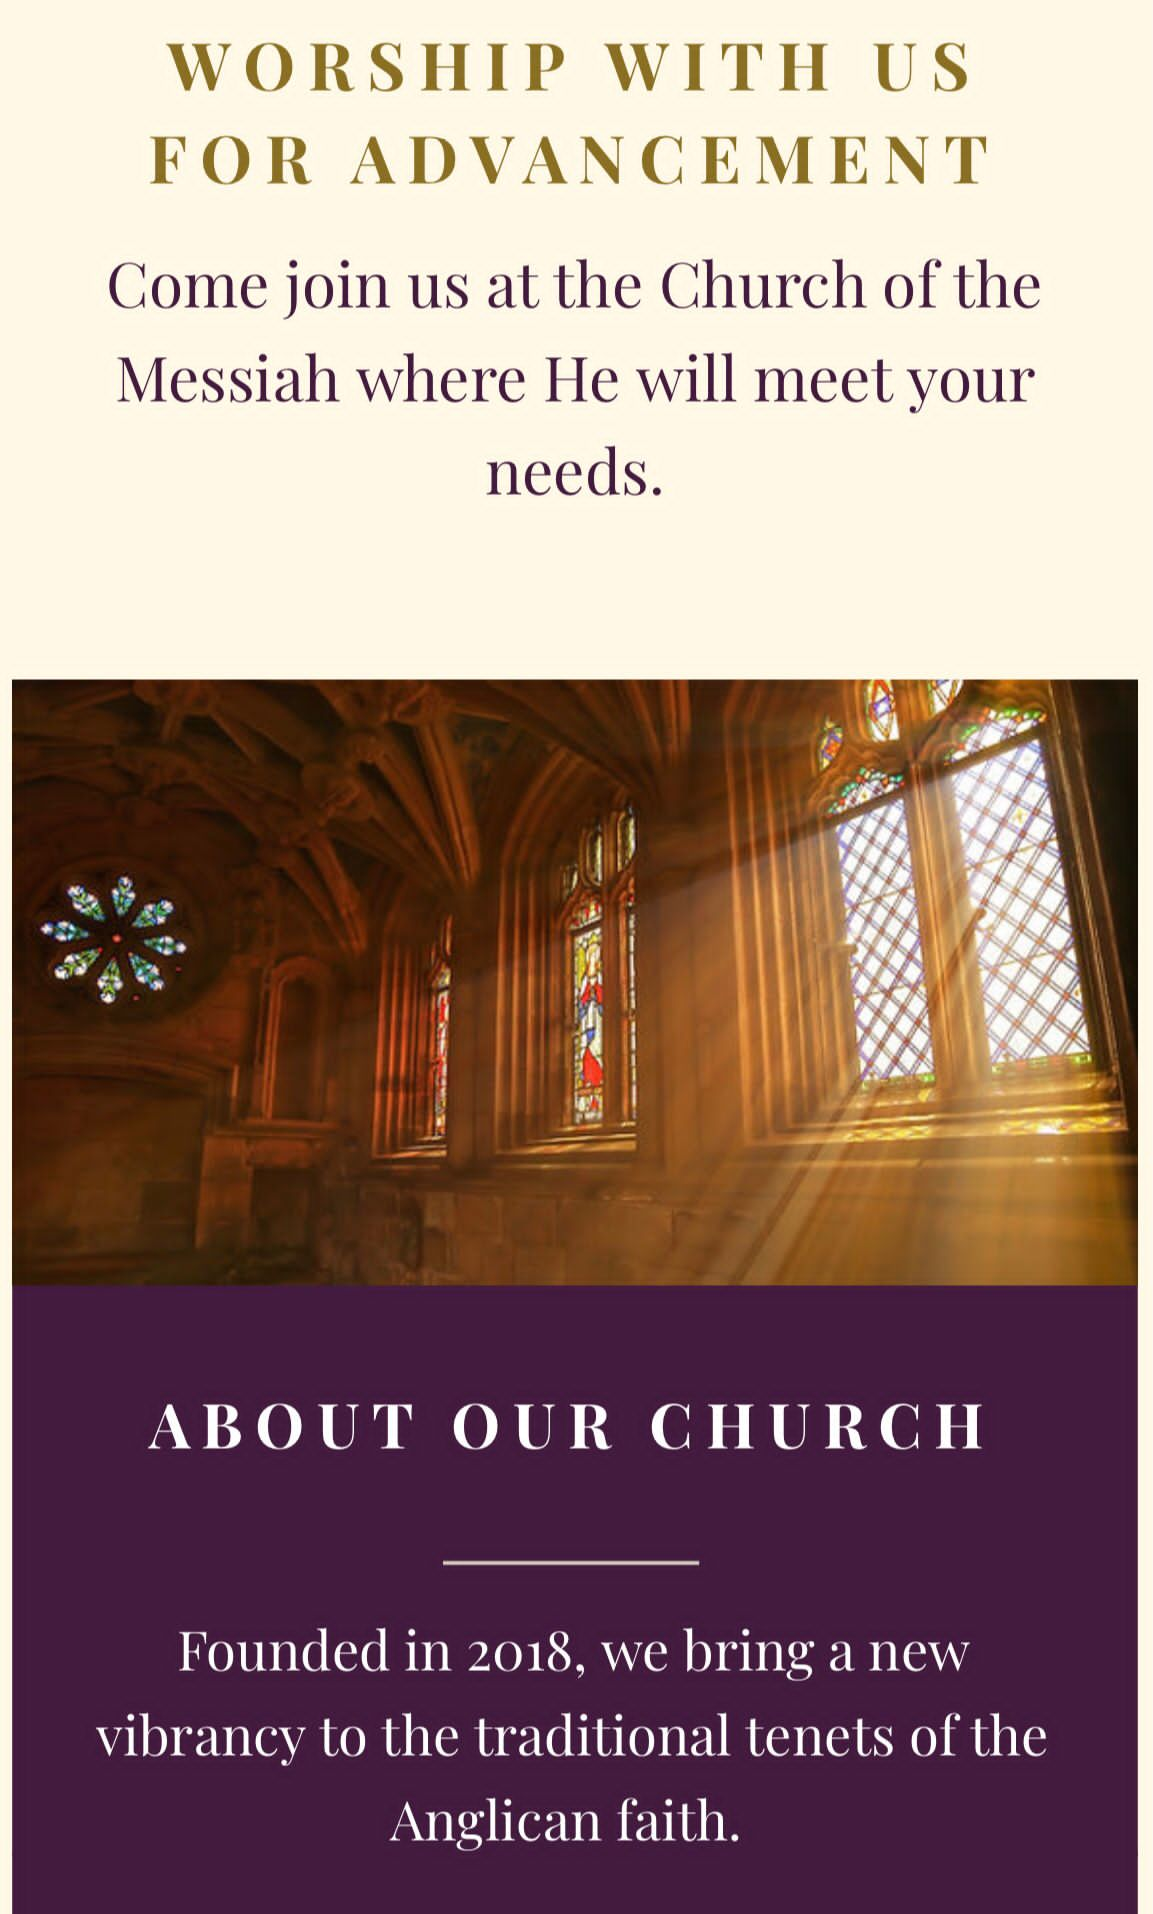 WORSHIP WITH US
FOR ADVANCEMENT
Come join us at the Church of the
Messiah where He will meet your
needs.
ABOUT OUR CHURCH
Founded in 2018, we bring a new
vibrancy to the traditional tenets of the
Anglican faith.